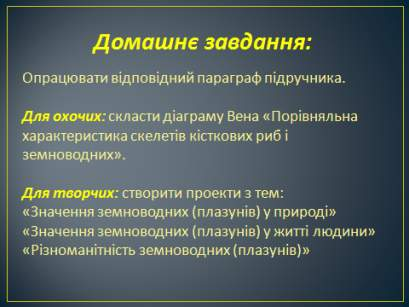 Домашнє завдання:
Опрацювати відповідний параграф підручника.
Для охочих: скласти діаграму Вена «Порівняльна
характеристика скелетів кісткових риб і
земноводних».
Для творчих: створити проекти з тем:
«Значення земноводних (плазунів) у природі»
«Значення земноводних (плазунів) у житті людини»
«Різноманітність земноводних (плазунів)»